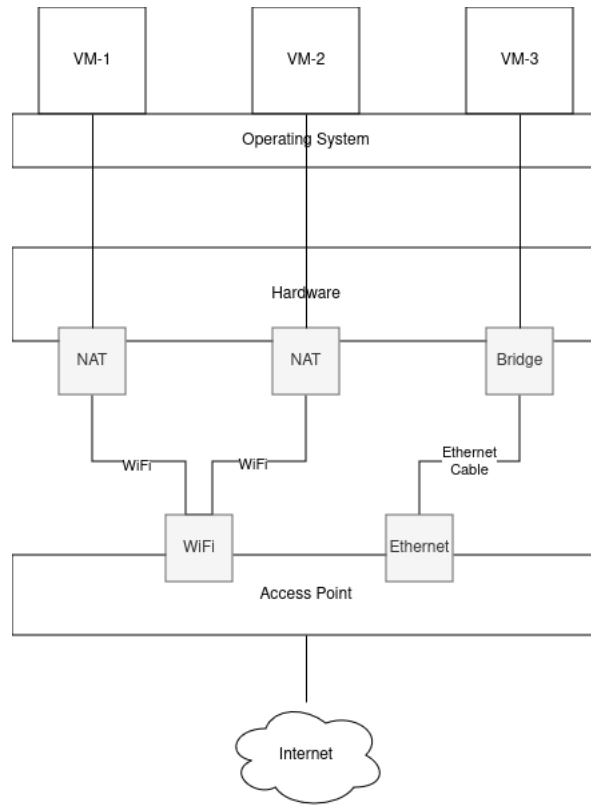 VM-1
VM-2
VM-3
Operating System
Hardware
NAT
NAT
Bridge
WiFi
WiFi
Ethernet
Cable
WiFi
Ethernet
Access Point
Internet